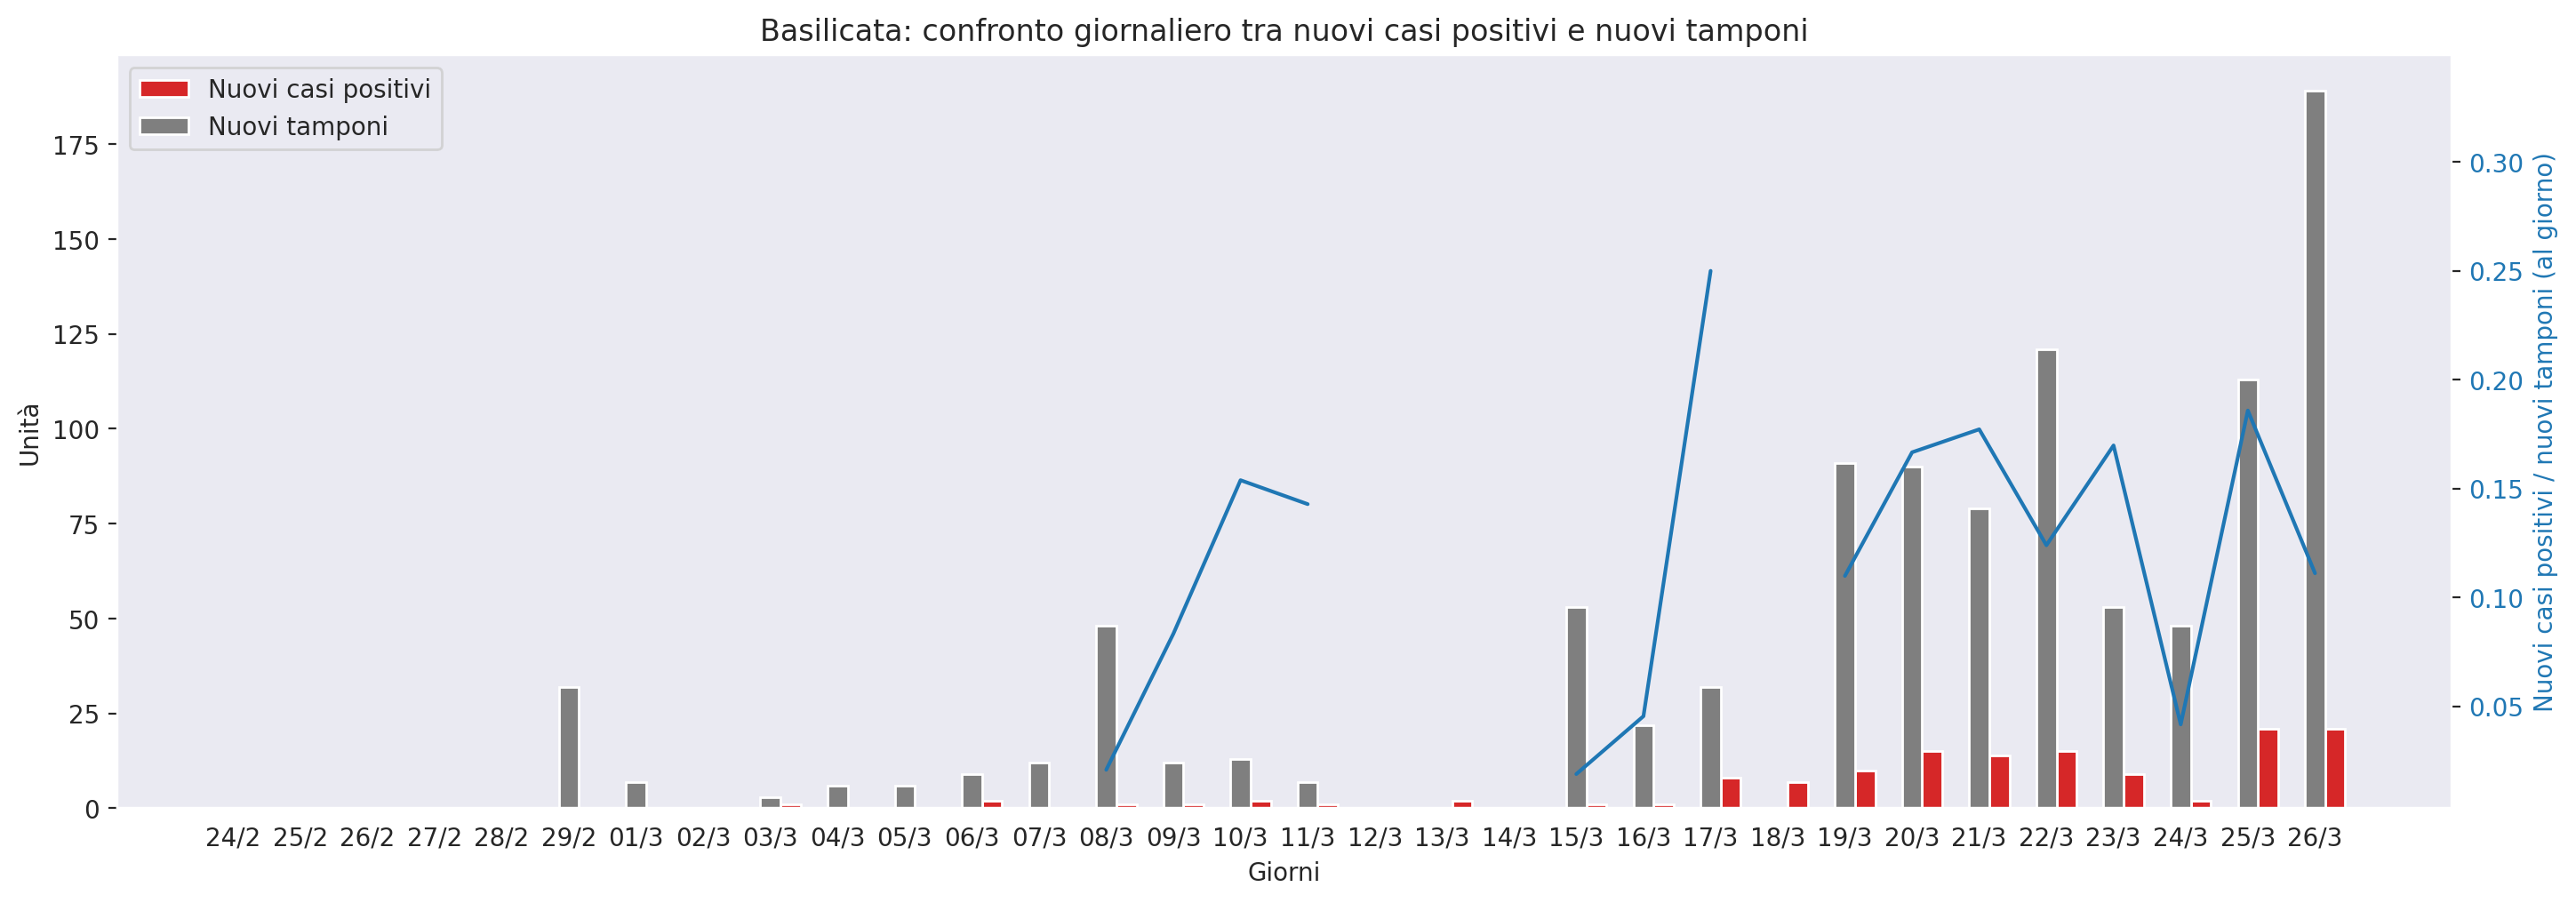 Basilicata: confronto giornaliero tra nuovi casi positivi e nuovi tamponi
Nuovi casi positivi
Nuovi tamponi
175
150
125
100
75
50
25
0
Unità
0.30
0.25
0.20
0.15
0.10
0.05
Nuovi casi positivi / nuovi tamponi (al giorno)
24/2 25/2 26/2 27/2 28/2 29/2 01/3 02/3 03/3 04/3 05/3 06/3 07/3 08/3 09/3 10/3 11/3 12/3 13/3 14/3 15/3 16/3 17/3 18/3 19/3 20/3 21/3 22/3 23/3 24/3 25/3 26/3
Giorni